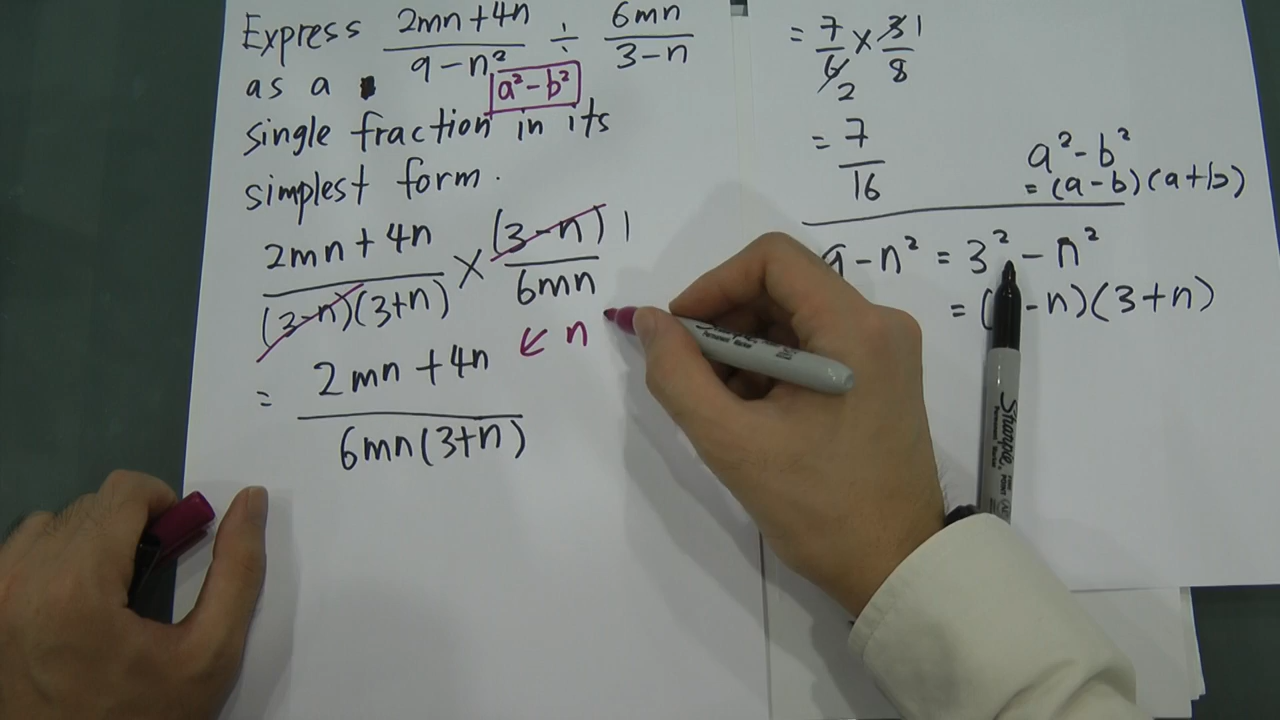 Express (2mn+4n)/(9-n²) ÷ 6mn/(3-n)
as a
a²-b²
single fraction in its
simplest form.
(2mn+4n)/((3-n)(3+n)) × (3-n) 1/6mn
↙ n
= (2mn+4n)/(6mn(3+n))
= 7/6 2 × 3 1/8
= 7/16
a²-b²
= (a-b)(a+b)
9-n² = 3²-n²
= ( -n)(3+n)
Sharpie
Sharpie